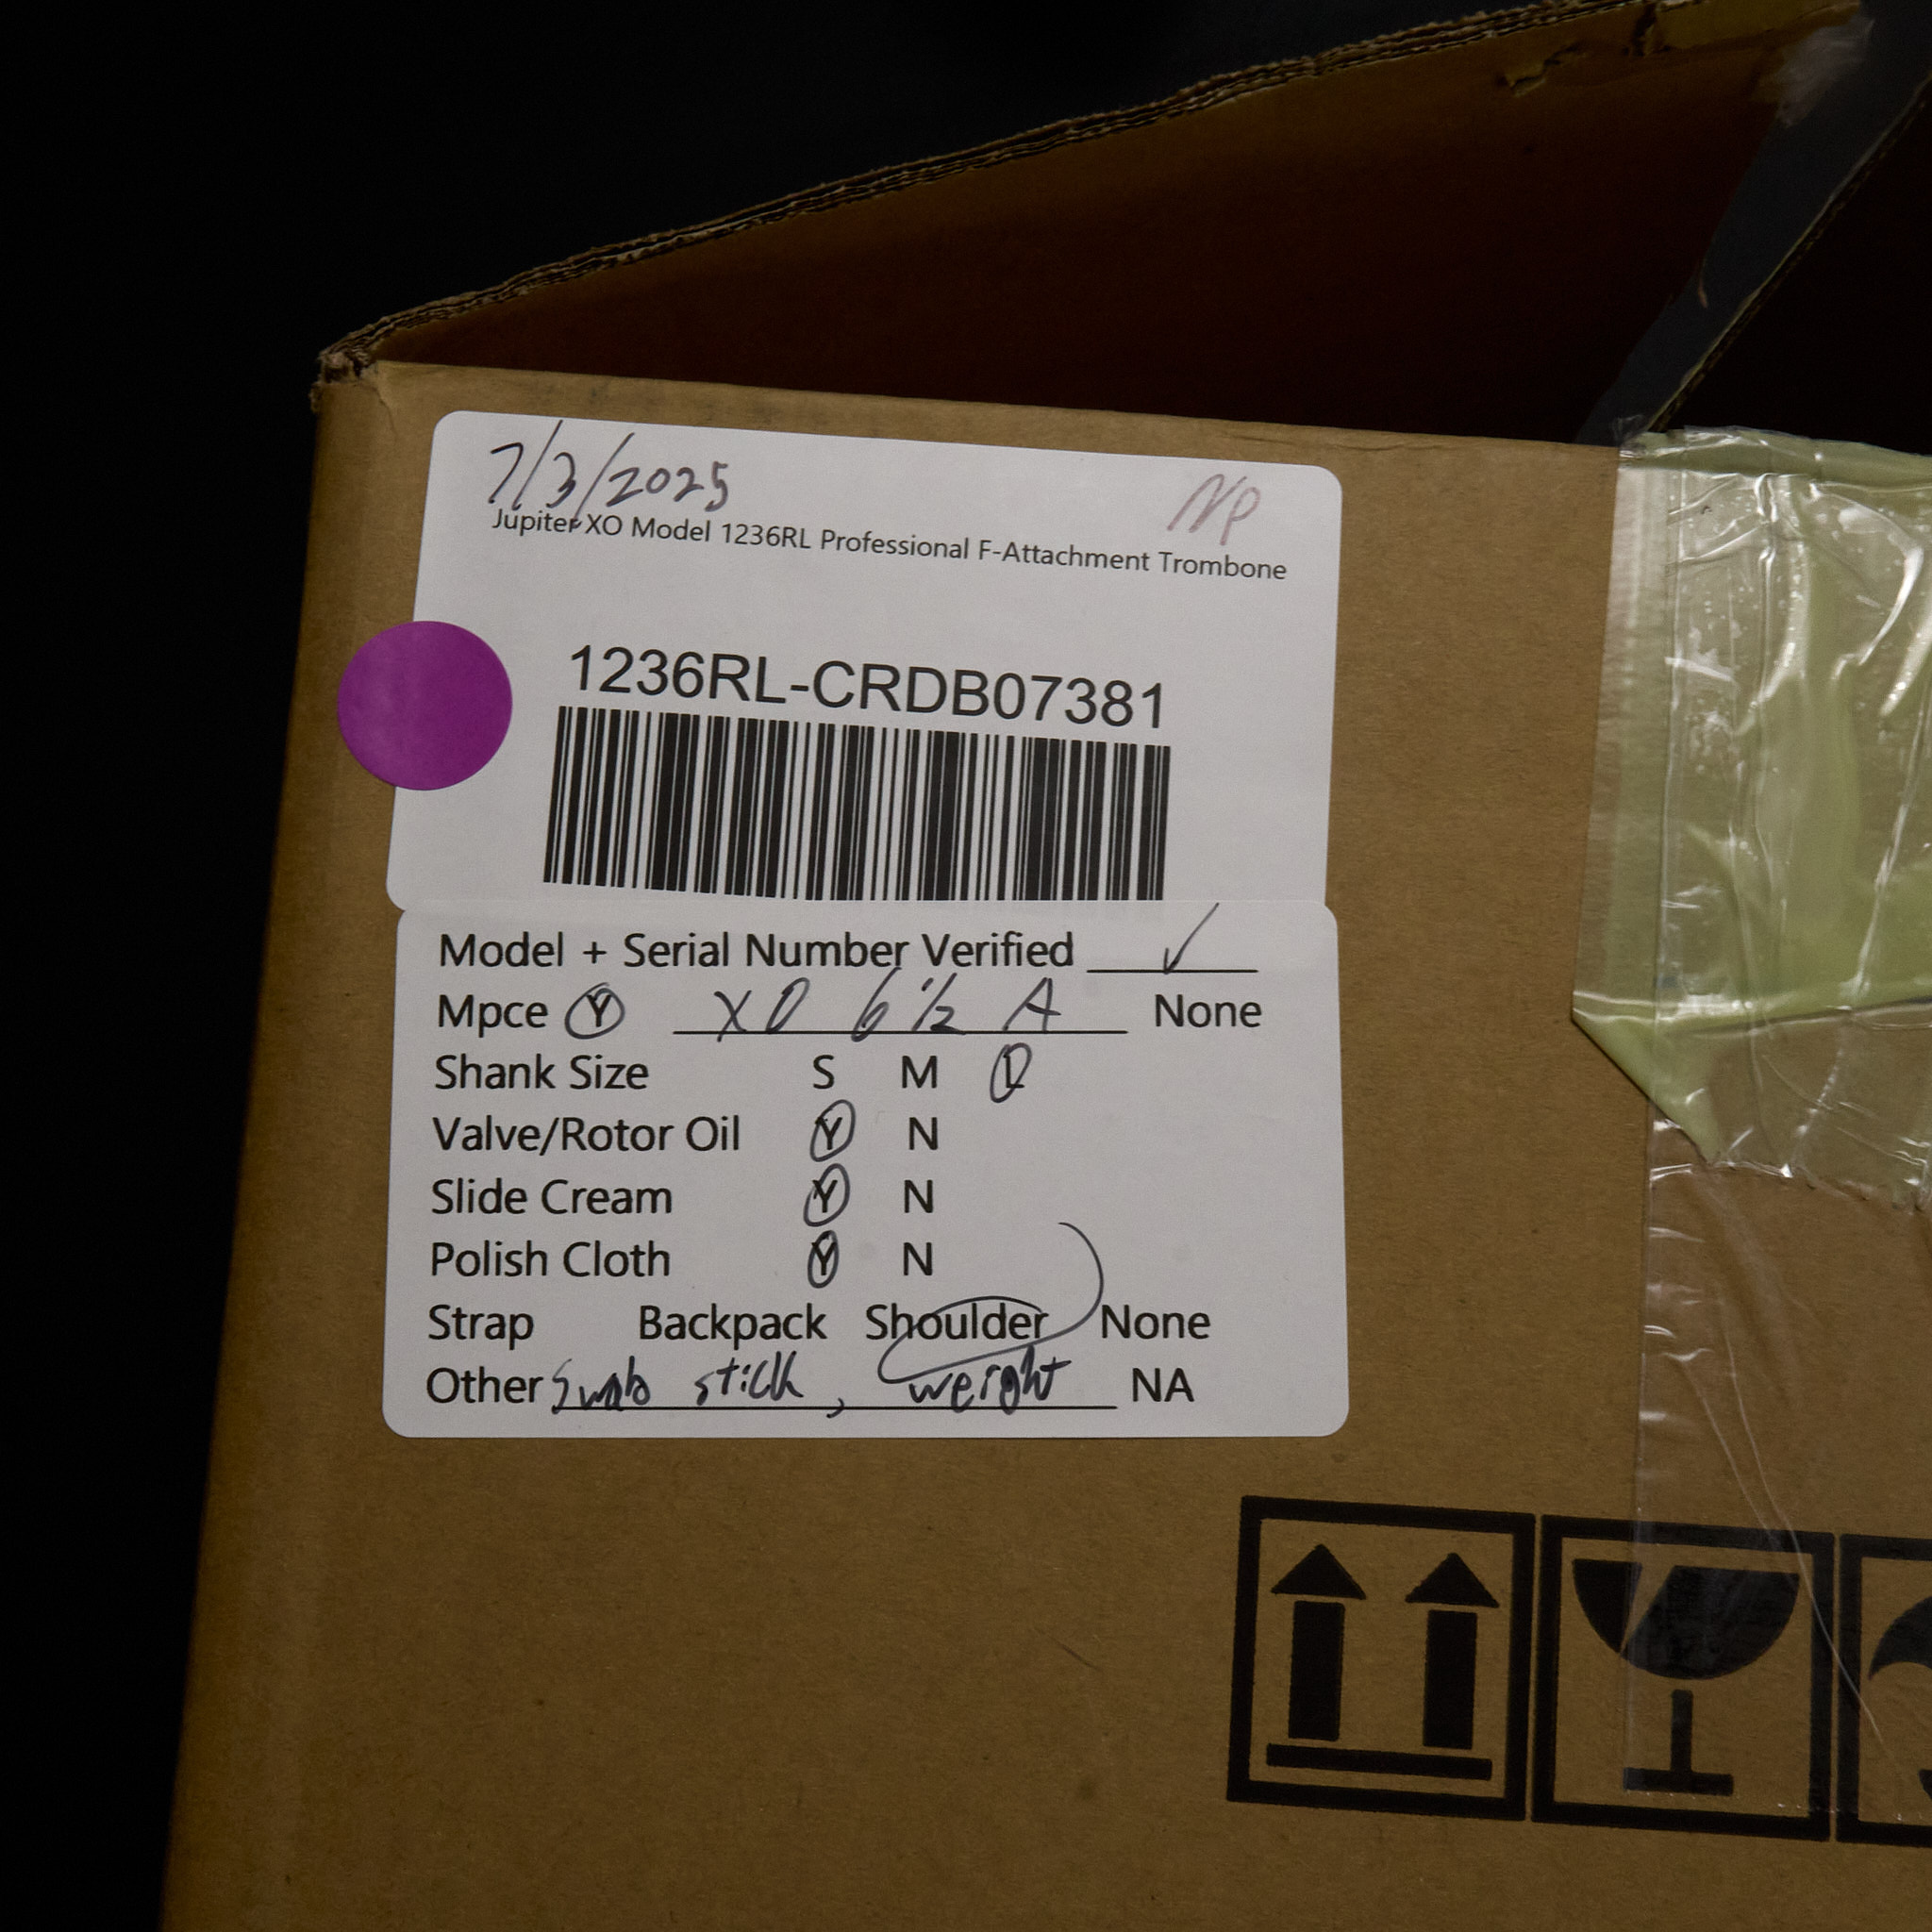 7/3/2025 NP
Jupiter XO Model 1236RL Professional F-Attachment Trombone
1236RL-CRDB07381
Model + Serial Number Verified ✓
Mpce Y XO 6 1/2 A None
Shank Size S M L
Valve/Rotor Oil Y N
Slide Cream Y N
Polish Cloth Y N
Strap Backpack Shoulder None
Other Swab stick, weight NA